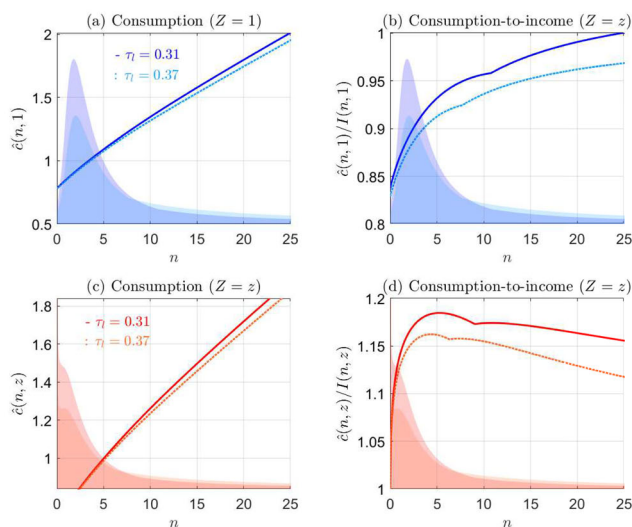 (a) Consumption (Z = 1)
2
1.5
1
0.5
- τ_l = 0.31
: τ_l = 0.37
ĉ(n, 1)
0 5 10 15 20 25
n
(b) Consumption-to-income (Z = z)
1
0.95
0.9
0.85
0.8
ĉ(n, 1)/I(n, 1)
0 5 10 15 20 25
n
(c) Consumption (Z = z)
1.8
1.6
1.4
1.2
1
- τ_l = 0.31
: τ_l = 0.37
ĉ(n, z)
0 5 10 15 20 25
n
(d) Consumption-to-income (Z = z)
1.2
1.15
1.1
1.05
1
ĉ(n, z)/I(n, z)
0 5 10 15 20 25
n